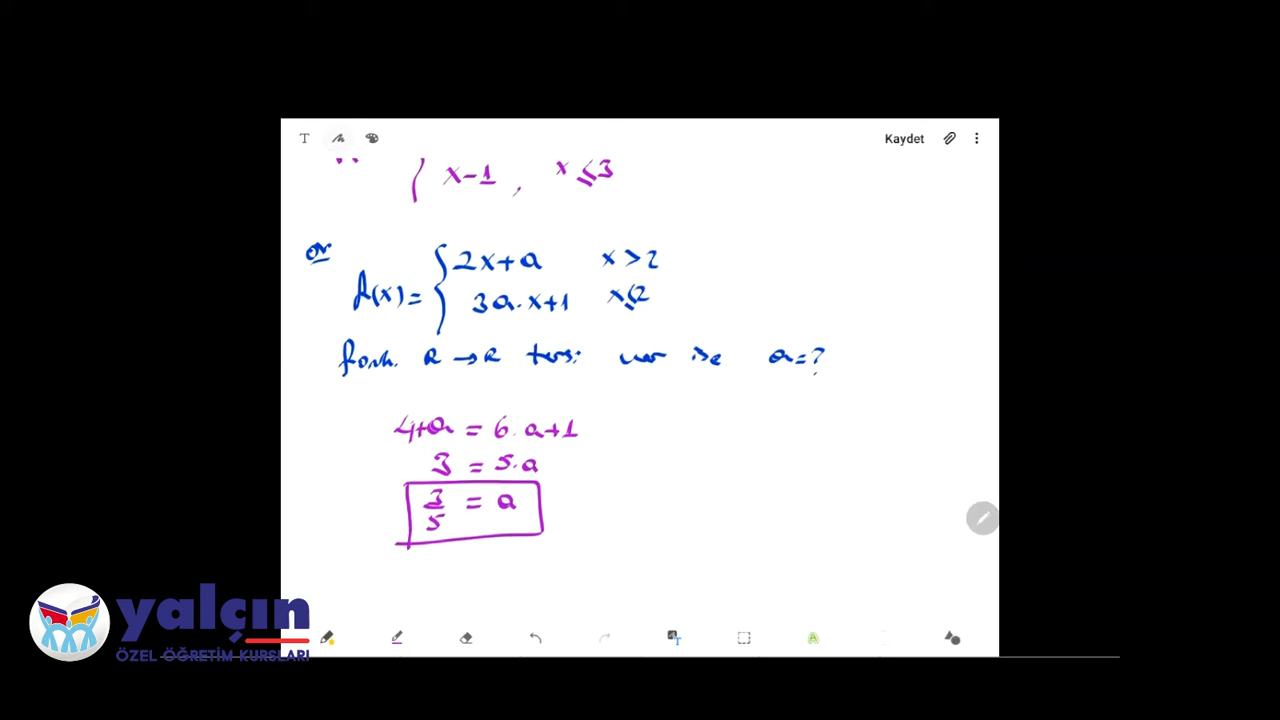 T Kaydet
{ x-1 , x≤3
ör
f(x)= { 2x+a x>2
3a.x+1 x≤2
fonk. R→R tersi var ise a=?
4+a = 6.a+1
3 = 5.a
3/5 = a
yalçın
ÖZEL ÖĞRETİM KURSLARI